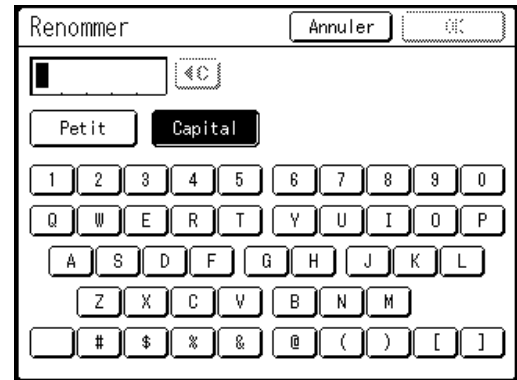 Renommer Annuler OK
C
Petit Capital
1 2 3 4 5 6 7 8 9 0
Q W E R T Y U I O P
A S D F G H J K L
Z X C V B N M
# $ % & @ ( ) [ ]